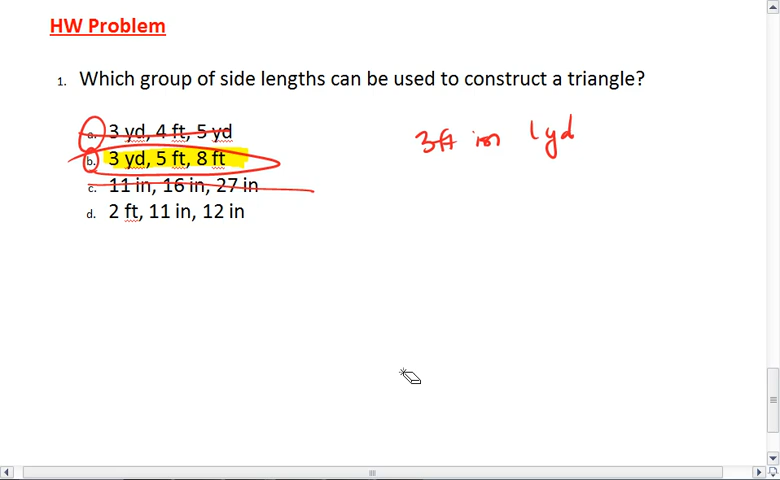 HW Problem
1. Which group of side lengths can be used to construct a triangle?
a. 3 yd, 4 ft, 5 yd
b. 3 yd, 5 ft, 8 ft
c. 11 in, 16 in, 27 in
d. 2 ft, 11 in, 12 in
3ft in 1 yd